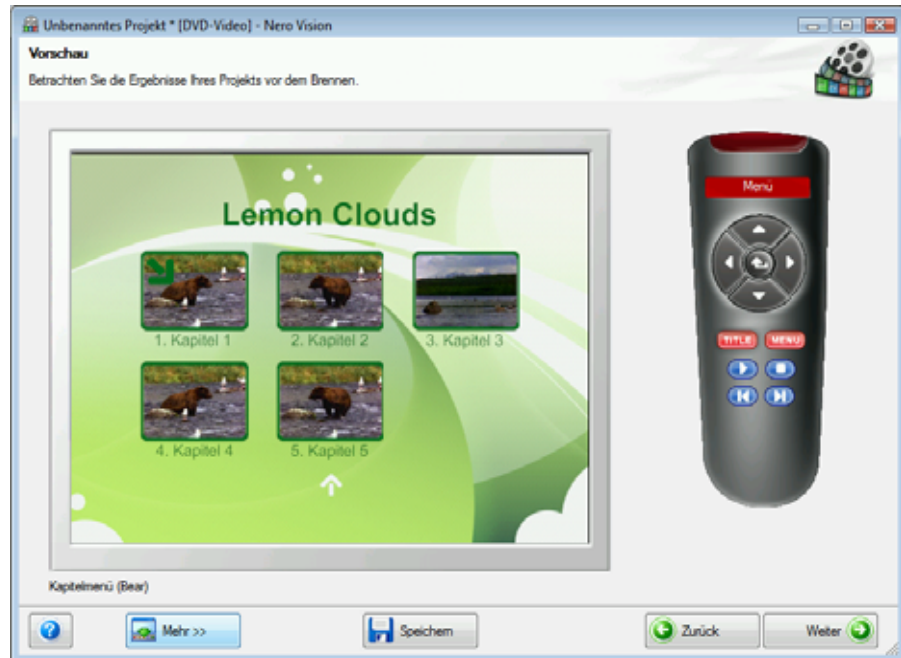 Unbenanntes Projekt * [DVD-Video] - Nero Vision
Vorschau
Betrachten Sie die Ergebnisse Ihres Projekts vor dem Brennen.
Menü
Lemon Clouds
1. Kapitel 1 2. Kapitel 2 3. Kapitel 3
TITLE MENU
4. Kapitel 4 5. Kapitel 5
Kapitelmenü (Bear)
? Mehr >> Speichern Zurück Weiter